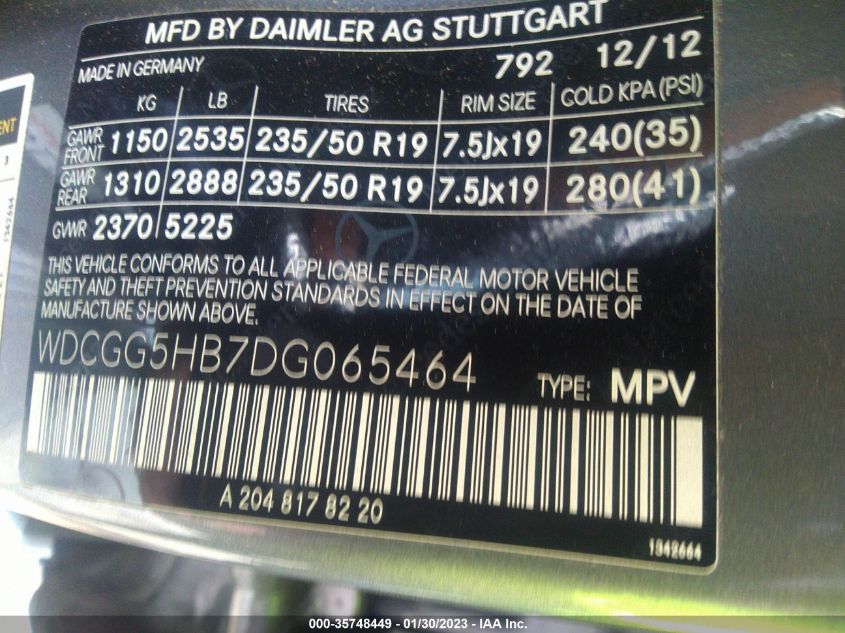 MFD BY DAIMLER AG STUTTGART
MADE IN GERMANY 792 12/12
KG LB TIRES RIM SIZE COLD KPA (PSI)
GAWR FRONT 1150 2535 235/50 R19 7.5Jx19 240(35)
GAWR REAR 1310 2888 235/50 R19 7.5Jx19 280(41)
GVWR 2370 5225
THIS VEHICLE CONFORMS TO ALL APPLICABLE FEDERAL MOTOR VEHICLE
SAFETY AND THEFT PREVENTION STANDARDS IN EFFECT ON THE DATE OF
MANUFACTURE SHOWN ABOVE.
WDCGG5HB7DG065464 TYPE: MPV
A 204 817 82 20
1342664
3
1342664
000-35748449 — 01/30/2023 — IAA Inc.